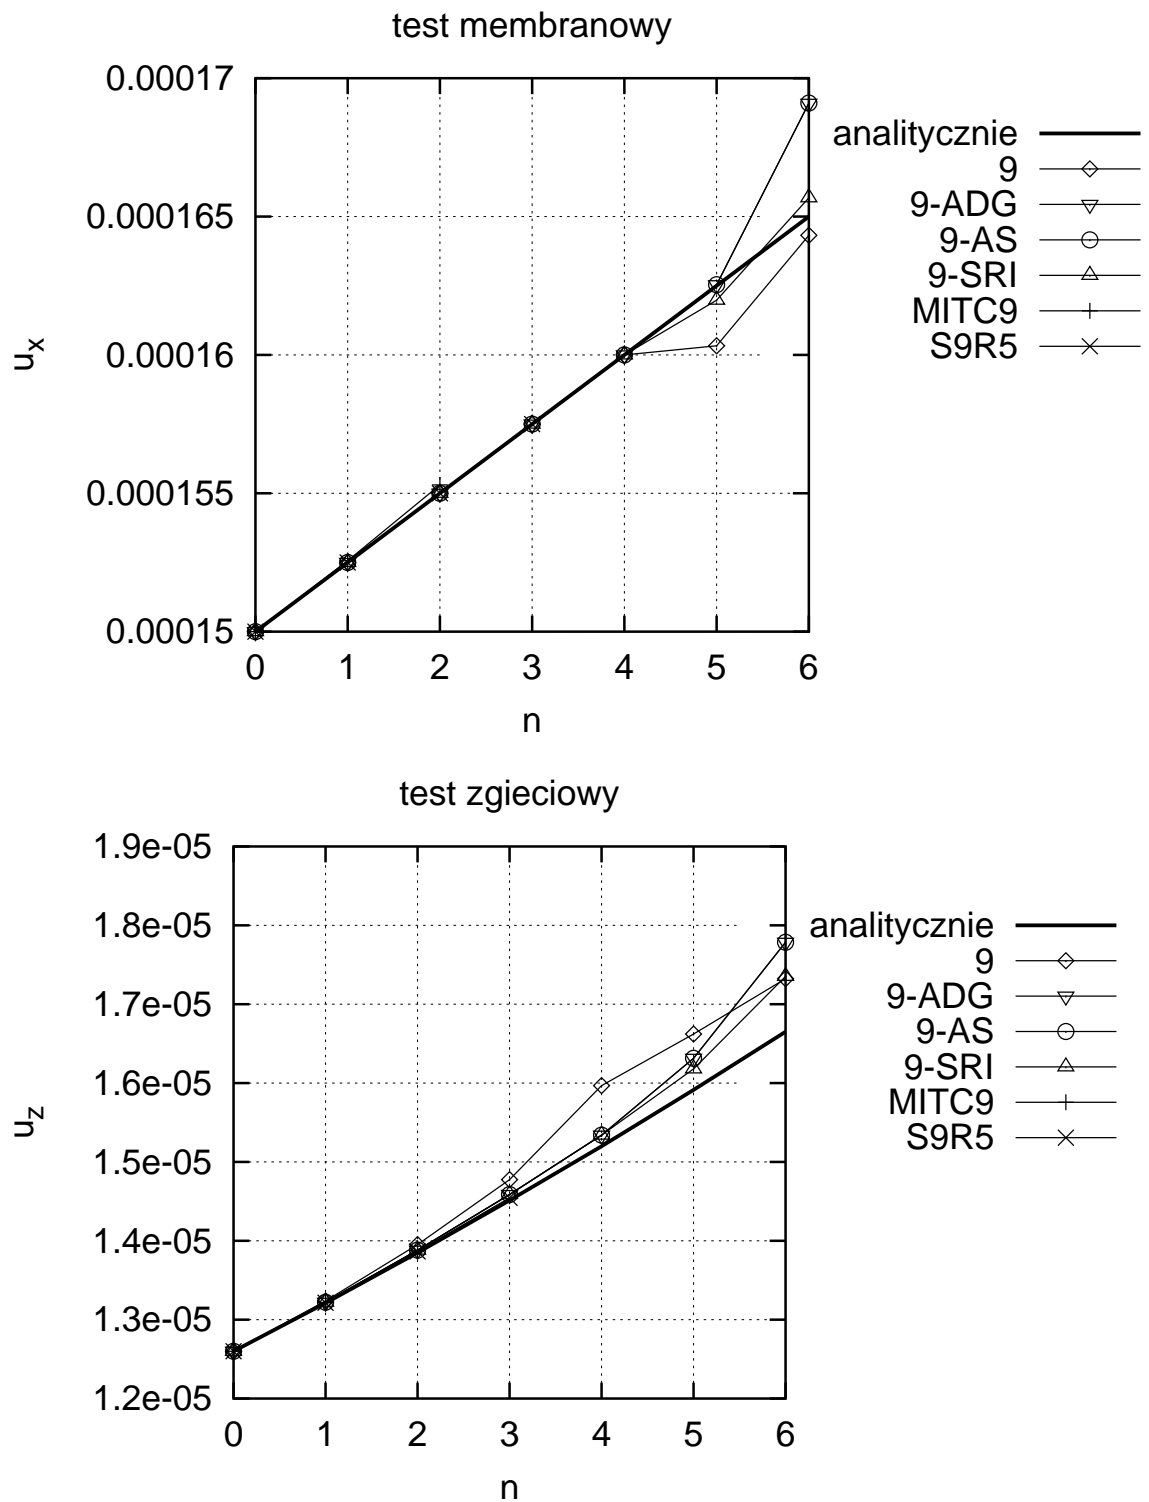 test membranowy
0.00017
0.000165
0.00016
0.000155
0.00015
u_x
0 1 2 3 4 5 6
n
analitycznie
9
9-ADG
9-AS
9-SRI
MITC9
S9R5
test zgieciowy
1.9e-05
1.8e-05
1.7e-05
1.6e-05
1.5e-05
1.4e-05
1.3e-05
1.2e-05
u_z
0 1 2 3 4 5 6
n
analitycznie
9
9-ADG
9-AS
9-SRI
MITC9
S9R5